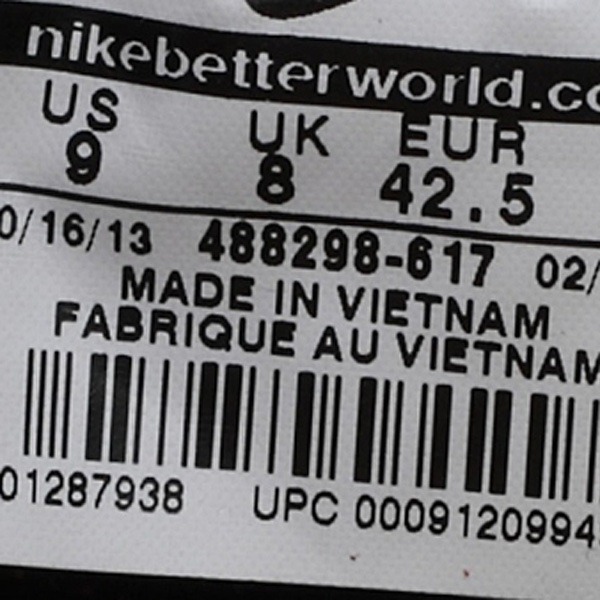 nikebetterworld.co
US UK EUR
9 8 42.5
0/16/13 488298-617 02/
MADE IN VIETNAM
FABRIQUE AU VIETNAM
01287938 UPC 0009120994